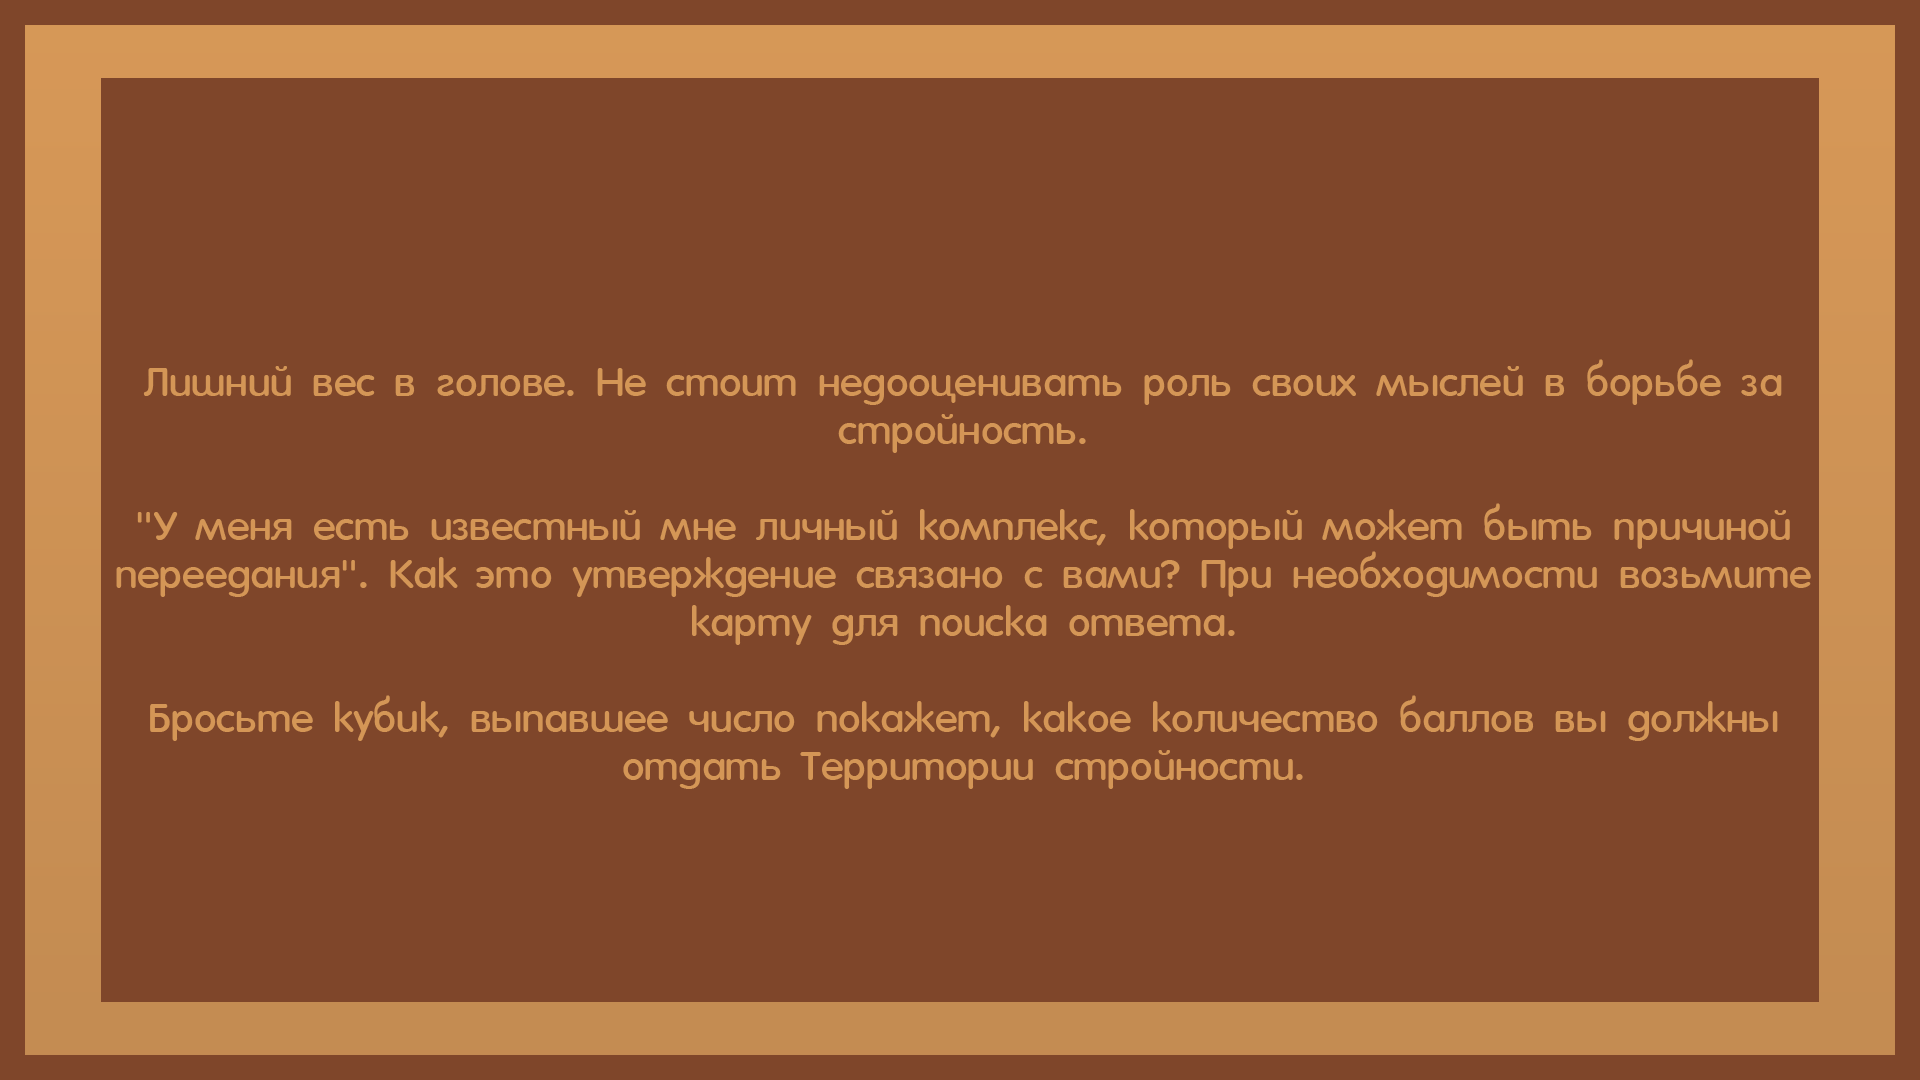 Лишний вес в голове. Не стоит недооценивать роль своих мыслей в борьбе за
стройность.
"У меня есть известный мне личный комплекс, который может быть причиной
переедания". Как это утверждение связано с вами? При необходимости возьмите
карту для поиска ответа.
Бросьте кубик, выпавшее число покажет, какое количество баллов вы должны
отдать Территории стройности.